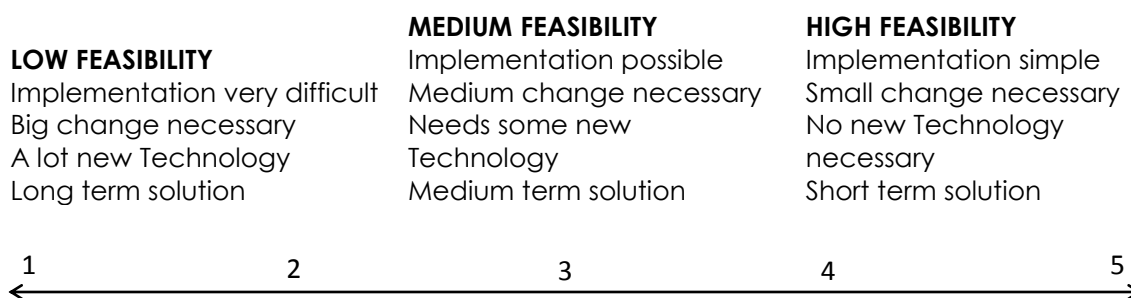 LOW FEASIBILITY
Implementation very difficult
Big change necessary
A lot new Technology
Long term solution
MEDIUM FEASIBILITY
Implementation possible
Medium change necessary
Needs some new
Technology
Medium term solution
HIGH FEASIBILITY
Implementation simple
Small change necessary
No new Technology
necessary
Short term solution
1 2 3 4 5